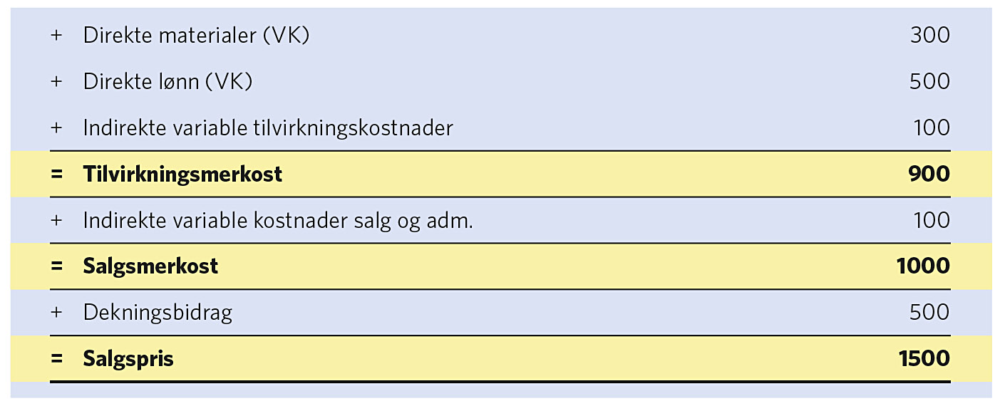 + Direkte materialer (VK) 300
+ Direkte lønn (VK) 500
+ Indirekte variable tilvirkningskostnader 100
= Tilvirkningsmerkost 900
+ Indirekte variable kostnader salg og adm. 100
= Salgsmerkost 1000
+ Dekningsbidrag 500
= Salgspris 1500